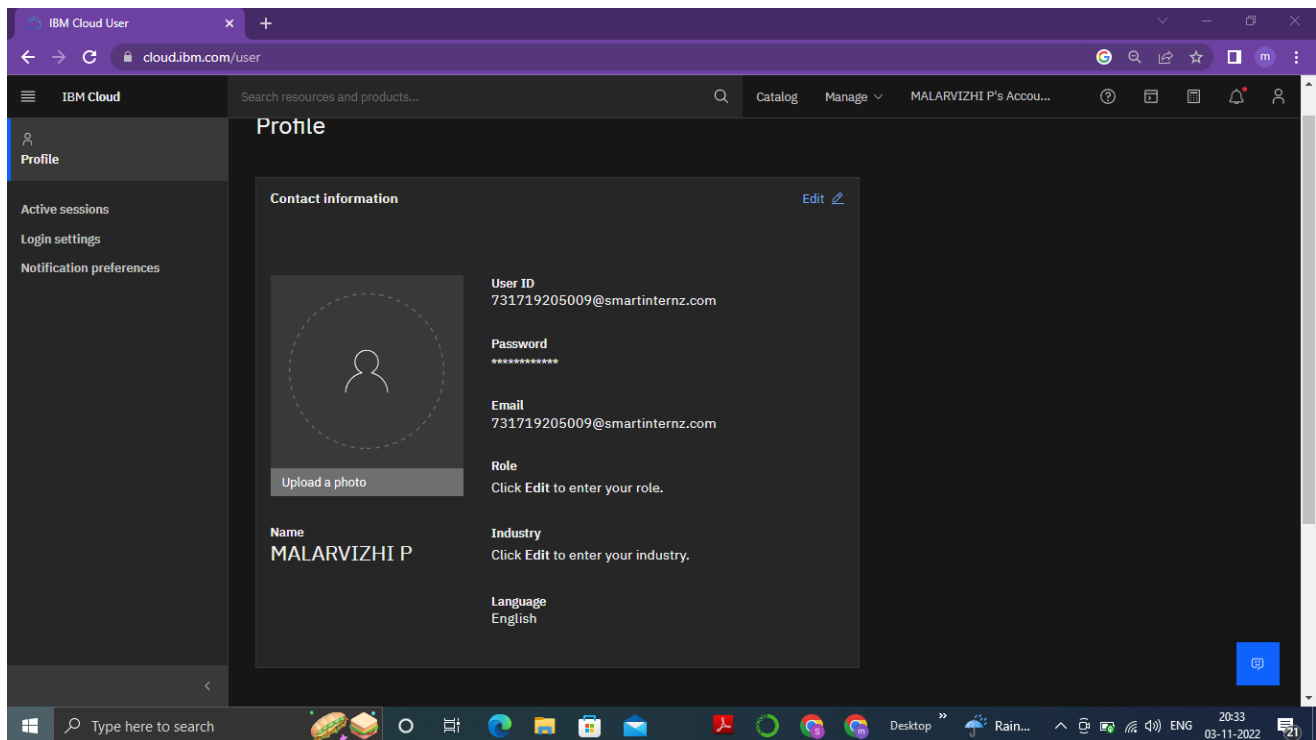 IBM Cloud User
cloud.ibm.com/user
IBM Cloud
Search resources and products...
Catalog
Manage
MALARVIZHI P's Accou...
Profile
Active sessions
Login settings
Notification preferences
Profile
Contact information
Edit
Upload a photo
Name
MALARVIZHI P
User ID
731719205009@smartinternz.com
Password
************
Email
731719205009@smartinternz.com
Role
Click Edit to enter your role.
Industry
Click Edit to enter your industry.
Language
English
Type here to search
Desktop
Rain...
ENG
20:33
03-11-2022
21